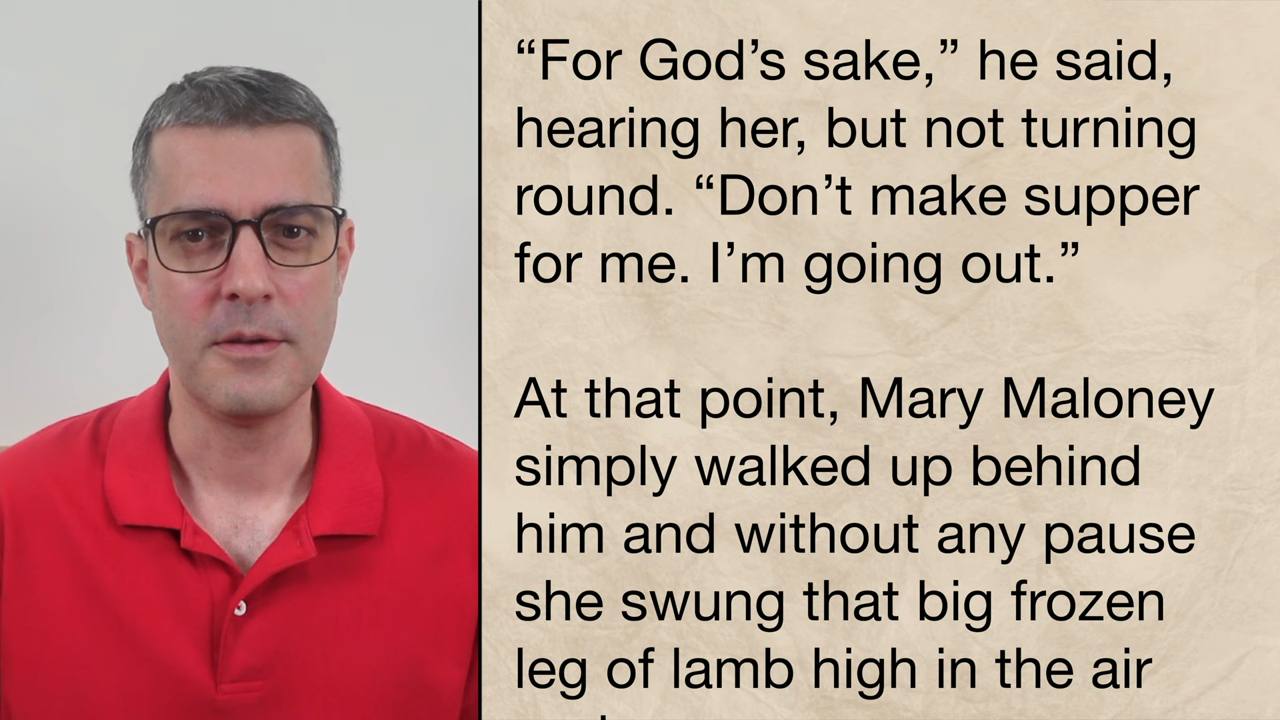 “For God’s sake,” he said,
hearing her, but not turning
round. “Don’t make supper
for me. I’m going out.”
At that point, Mary Maloney
simply walked up behind
him and without any pause
she swung that big frozen
leg of lamb high in the air